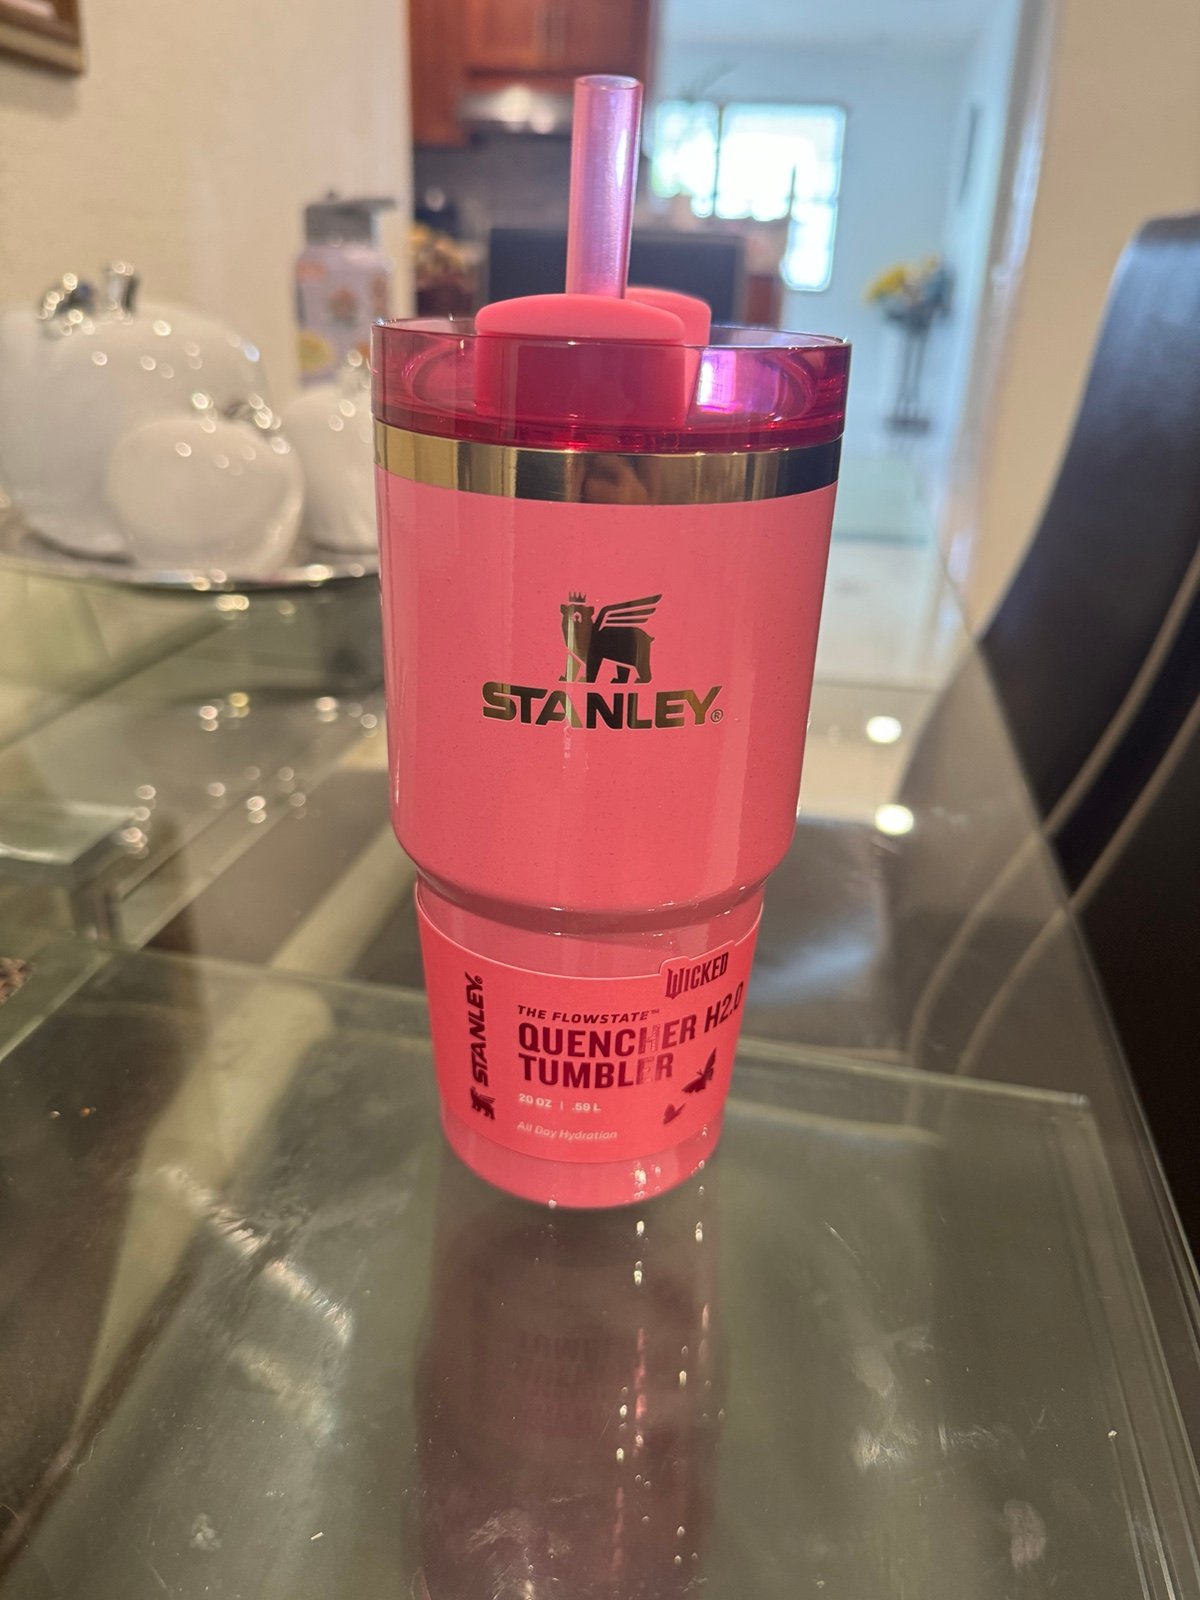 STANLEY®
WICKED
STANLEY®
THE FLOWSTATE™
QUENCHER H2.0
TUMBLER
20 OZ | .59 L
All Day Hydration